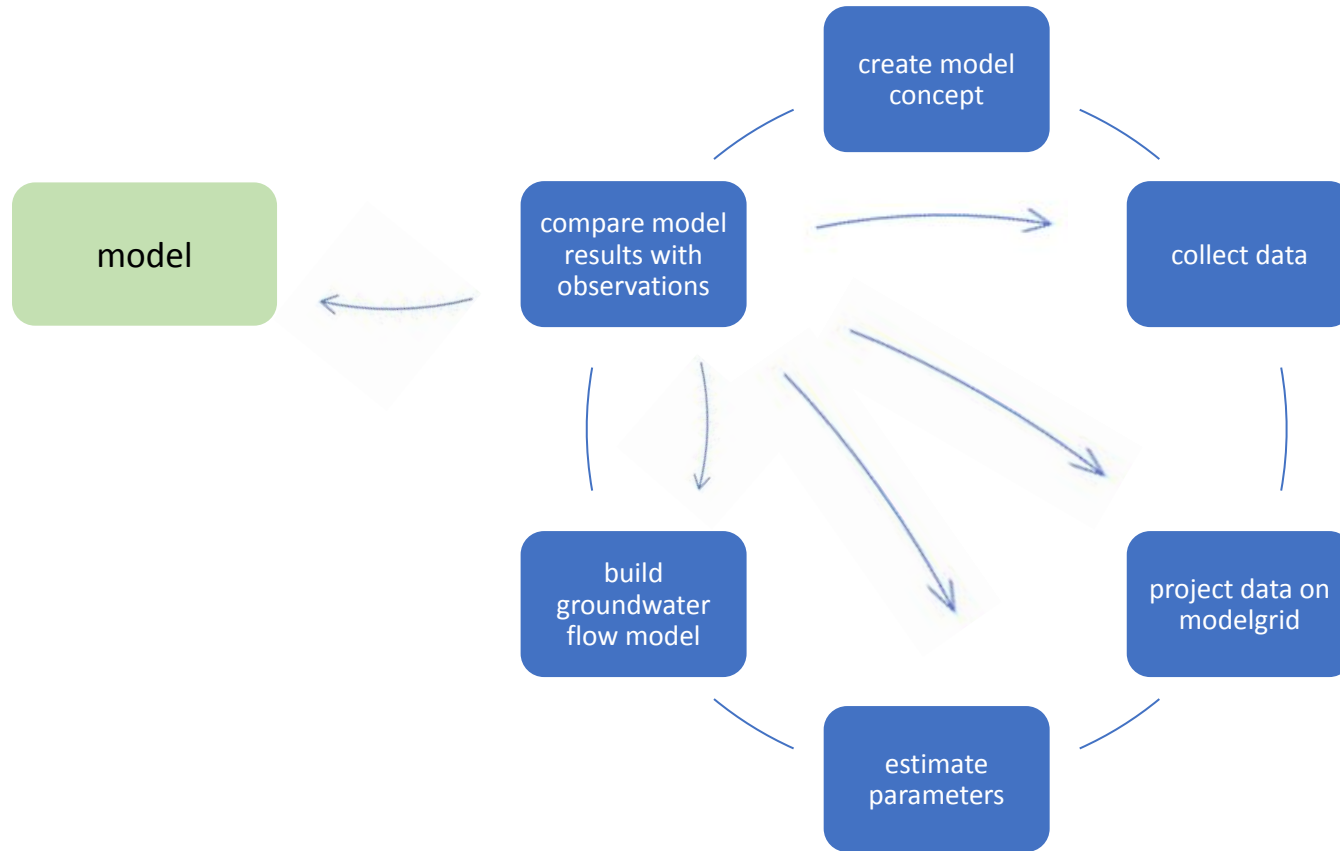 create model
concept
model
compare model
results with
observations
collect data
build
groundwater
flow model
project data on
modelgrid
estimate
parameters